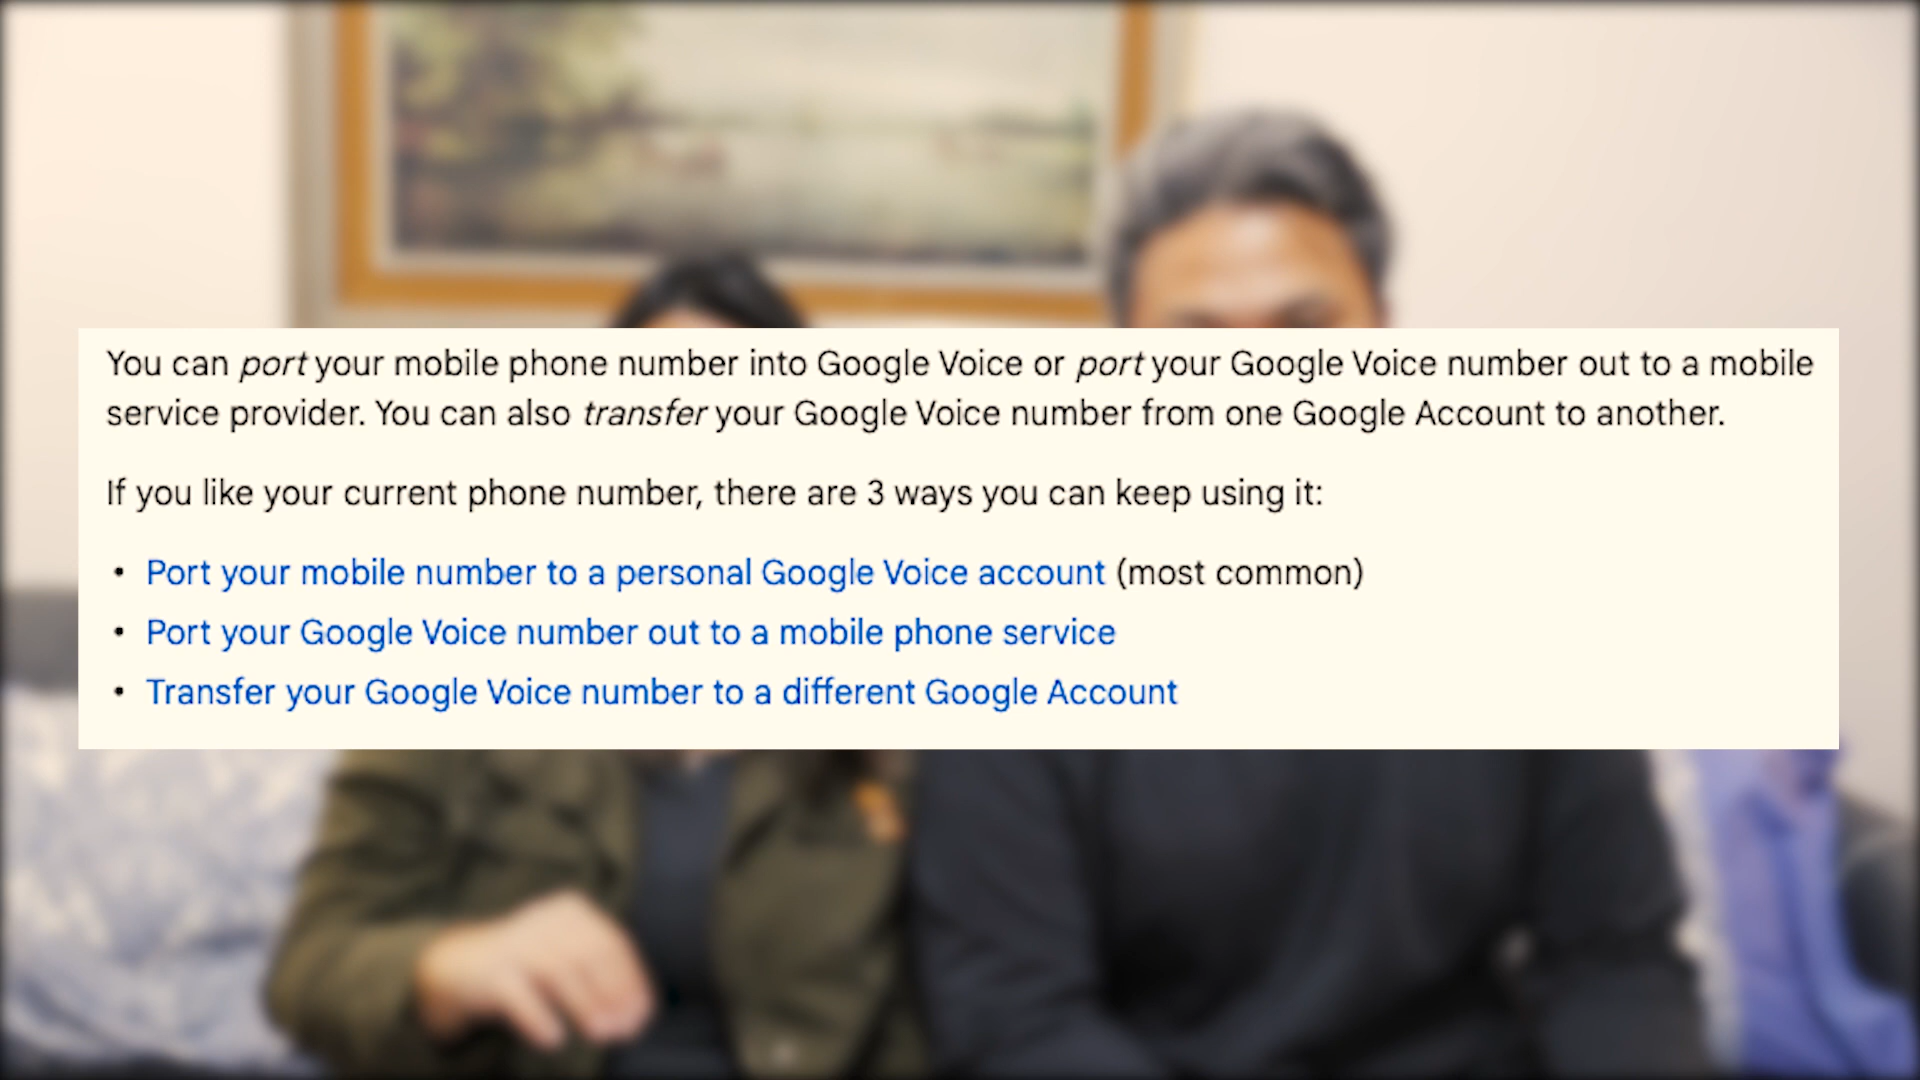 You can port your mobile phone number into Google Voice or port your Google Voice number out to a mobile
service provider. You can also transfer your Google Voice number from one Google Account to another.
If you like your current phone number, there are 3 ways you can keep using it:
• Port your mobile number to a personal Google Voice account (most common)
• Port your Google Voice number out to a mobile phone service
• Transfer your Google Voice number to a different Google Account